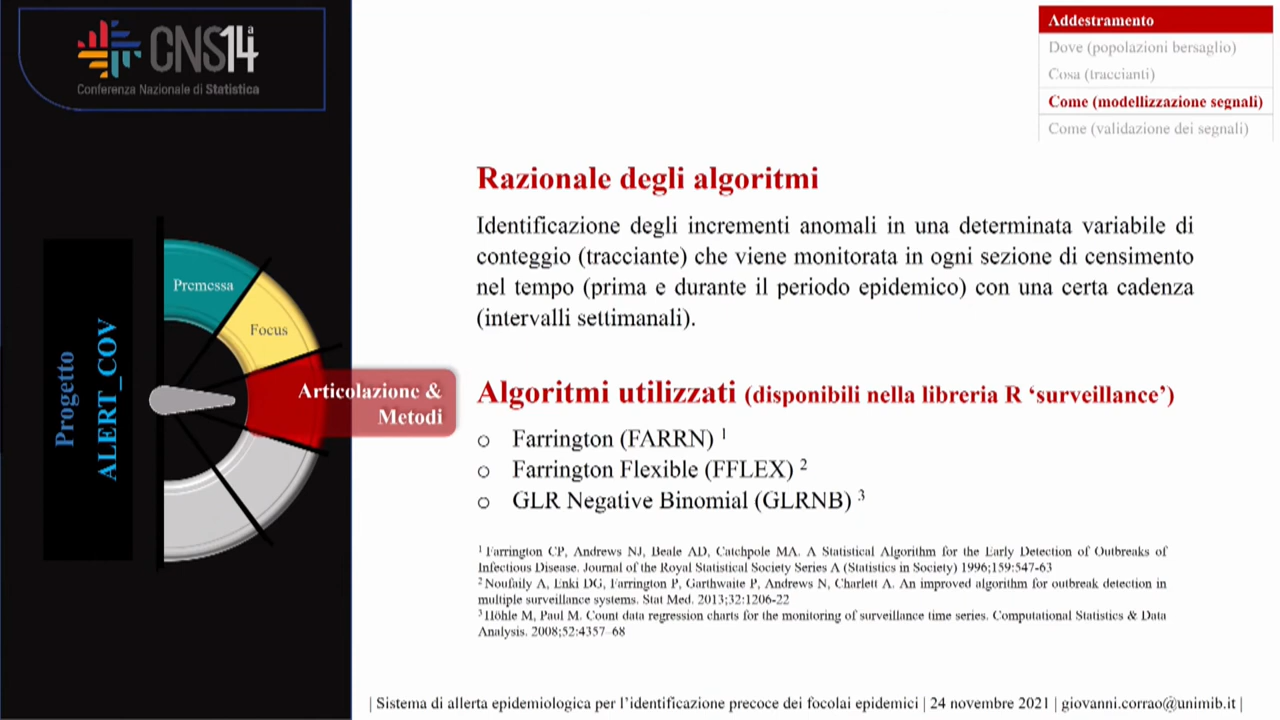 CNS14ª
Conferenza Nazionale di Statistica
Progetto
ALERT_COV
Premessa
Focus
Articolazione &
Metodi
Addestramento
Dove (popolazioni bersaglio)
Cosa (traccianti)
Come (modellizzazione segnali)
Come (validazione dei segnali)
Razionale degli algoritmi
Identificazione degli incrementi anomali in una determinata variabile di
conteggio (tracciante) che viene monitorata in ogni sezione di censimento
nel tempo (prima e durante il periodo epidemico) con una certa cadenza
(intervalli settimanali).
Algoritmi utilizzati (disponibili nella libreria R ‘surveillance’)
o Farrington (FARRN) 1
o Farrington Flexible (FFLEX) 2
o GLR Negative Binomial (GLRNB) 3
1 Farrington CP, Andrews NJ, Beale AD, Catchpole MA. A Statistical Algorithm for the Early Detection of Outbreaks of
Infectious Disease. Journal of the Royal Statistical Society Series A (Statistics in Society) 1996;159:547-63
2 Noufaily A, Enki DG, Farrington P, Garthwaite P, Andrews N, Charlett A. An improved algorithm for outbreak detection in
multiple surveillance systems. Stat Med. 2013;32:1206-22
3 Höhle M, Paul M. Count data regression charts for the monitoring of surveillance time series. Computational Statistics & Data
Analysis. 2008;52:4357–68
| Sistema di allerta epidemiologica per l’identificazione precoce dei focolai epidemici | 24 novembre 2021 | giovanni.corrao@unimib.it |